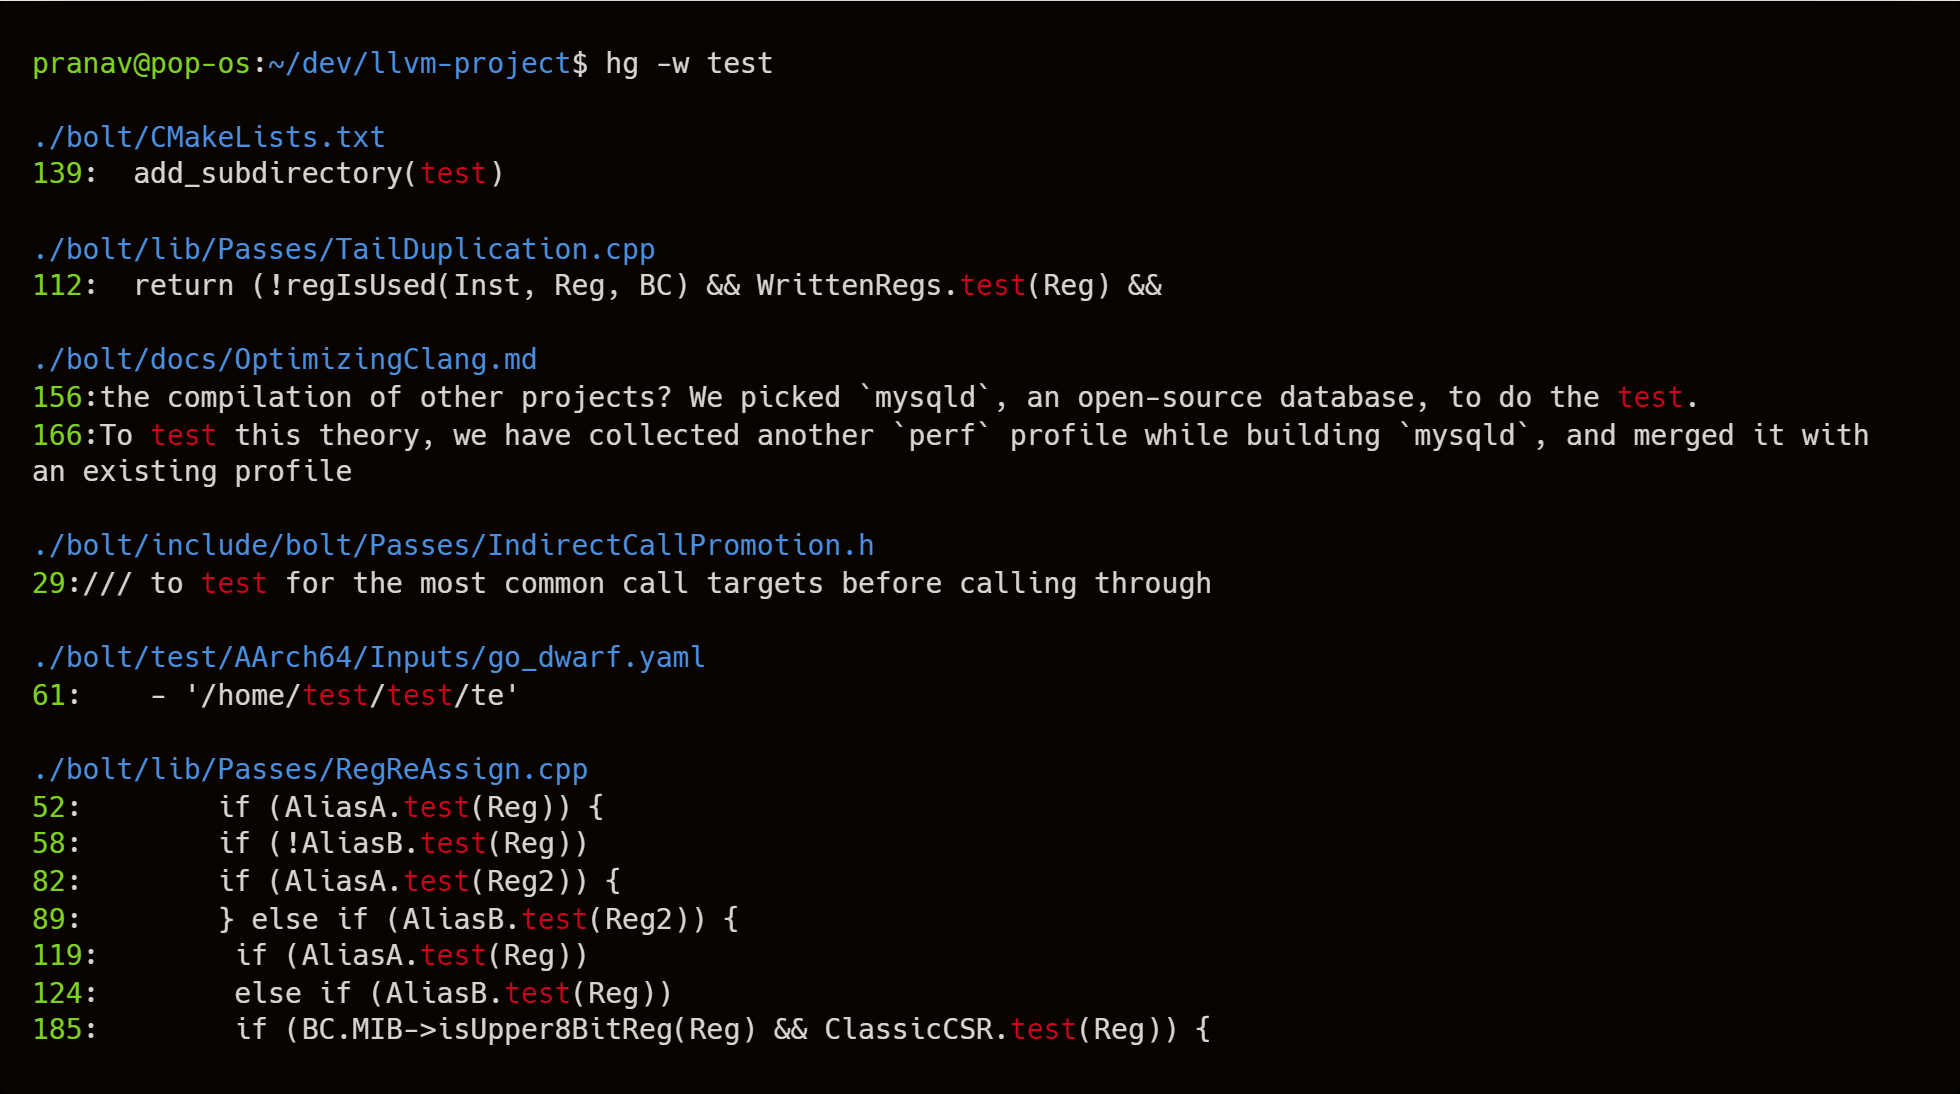 pranav@pop-os:~/dev/llvm-project$ hg -w test
./bolt/CMakeLists.txt
139:  add_subdirectory(test)
./bolt/lib/Passes/TailDuplication.cpp
112:  return (!regIsUsed(Inst, Reg, BC) && WrittenRegs.test(Reg) &&
./bolt/docs/OptimizingClang.md
156:the compilation of other projects? We picked `mysqld`, an open-source database, to do the test.
166:To test this theory, we have collected another `perf` profile while building `mysqld`, and merged it with
an existing profile
./bolt/include/bolt/Passes/IndirectCallPromotion.h
29:/// to test for the most common call targets before calling through
./bolt/test/AArch64/Inputs/go_dwarf.yaml
61:    - '/home/test/test/te'
./bolt/lib/Passes/RegReAssign.cpp
52:        if (AliasA.test(Reg)) {
58:        if (!AliasB.test(Reg))
82:        if (AliasA.test(Reg2)) {
89:        } else if (AliasB.test(Reg2)) {
119:        if (AliasA.test(Reg))
124:        else if (AliasB.test(Reg))
185:        if (BC.MIB->isUpper8BitReg(Reg) && ClassicCSR.test(Reg)) {